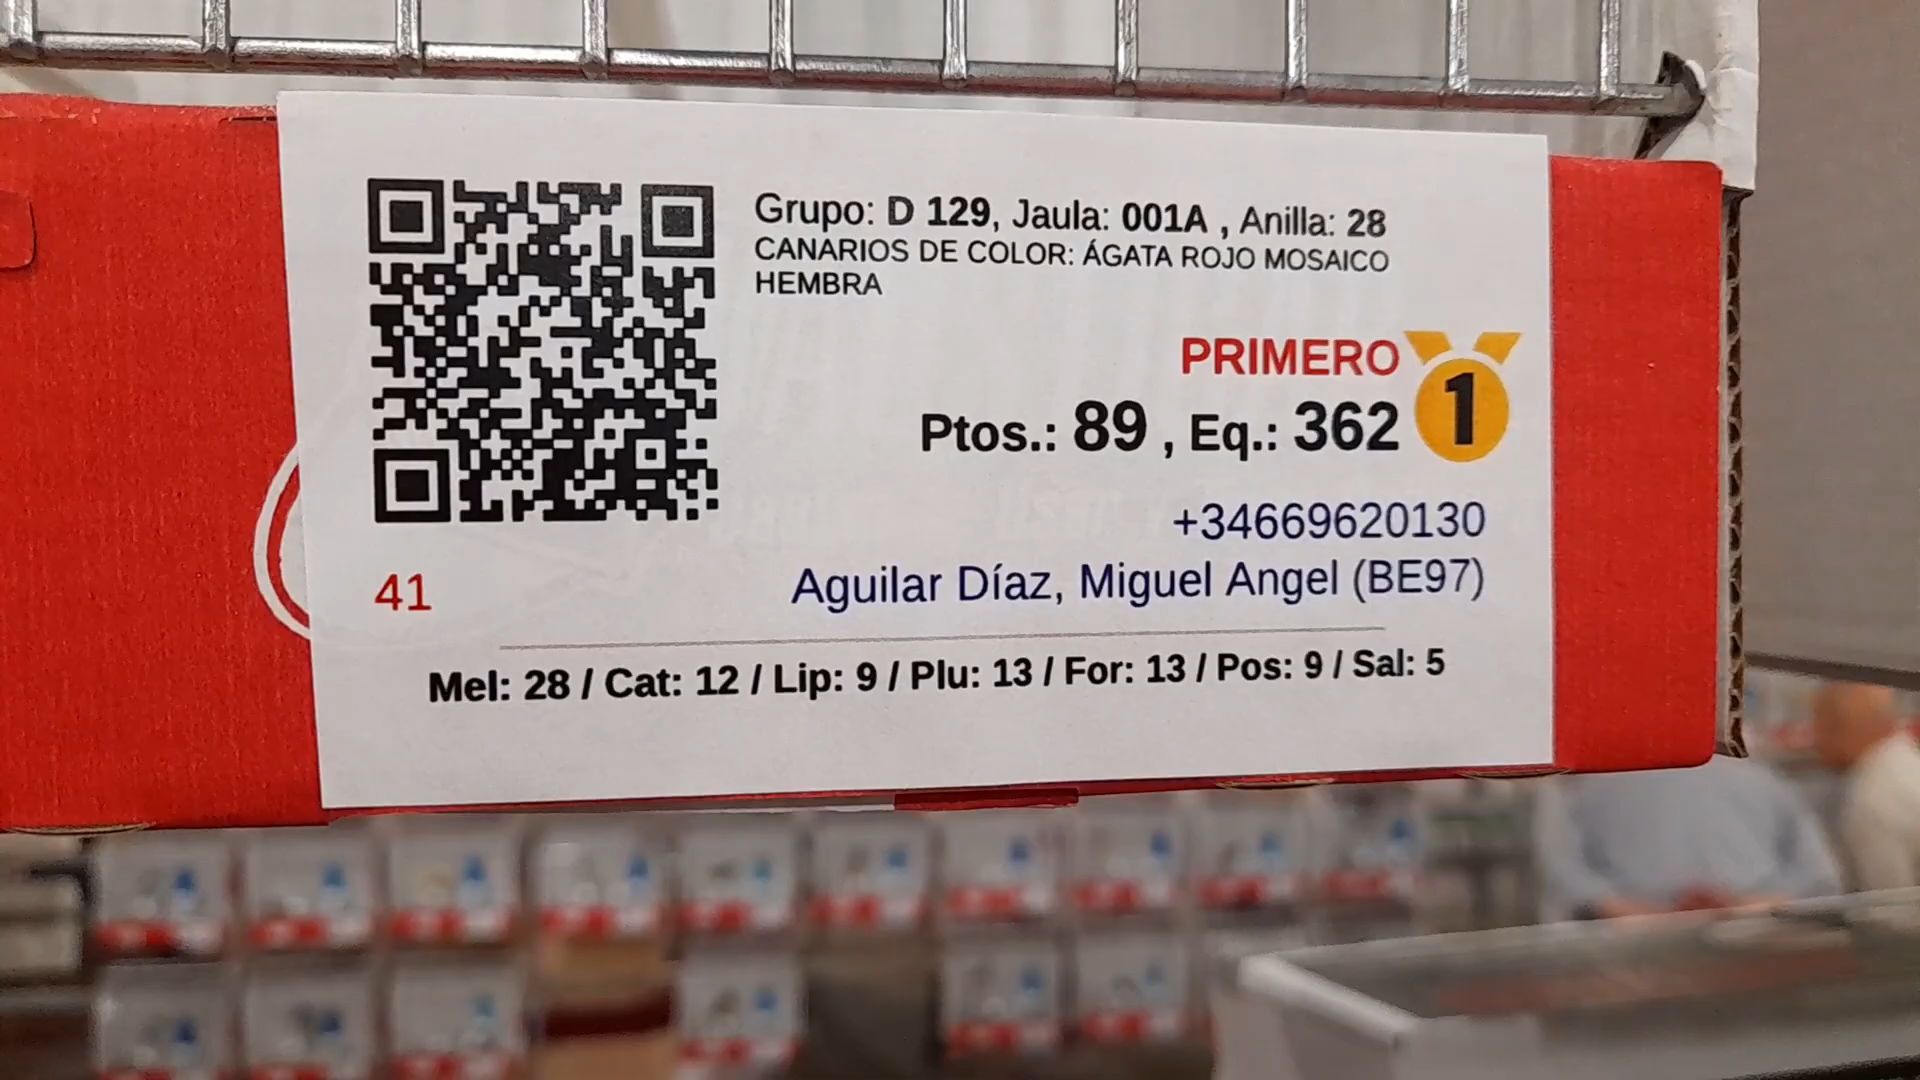 Grupo: D 129, Jaula: 001A , Anilla: 28
CANARIOS DE COLOR: ÁGATA ROJO MOSAICO
HEMBRA
PRIMERO
1
Ptos.: 89 , Eq.: 362
+34669620130
41
Aguilar Díaz, Miguel Angel (BE97)
Mel: 28 / Cat: 12 / Lip: 9 / Plu: 13 / For: 13 / Pos: 9 / Sal: 5